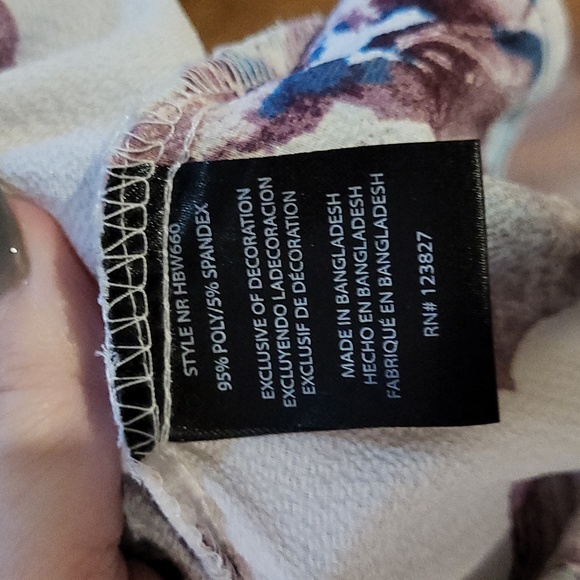 STYLE NR HBW660
95% POLY/5% SPANDEX
EXCLUSIVE OF DECORATION
EXCLUYENDO LADECORACION
EXCLUSIF DE DÉCORATION
MADE IN BANGLADESH
HECHO EN BANGLADESH
FABRIQUÉ EN BANGLADESH
RN# 123827